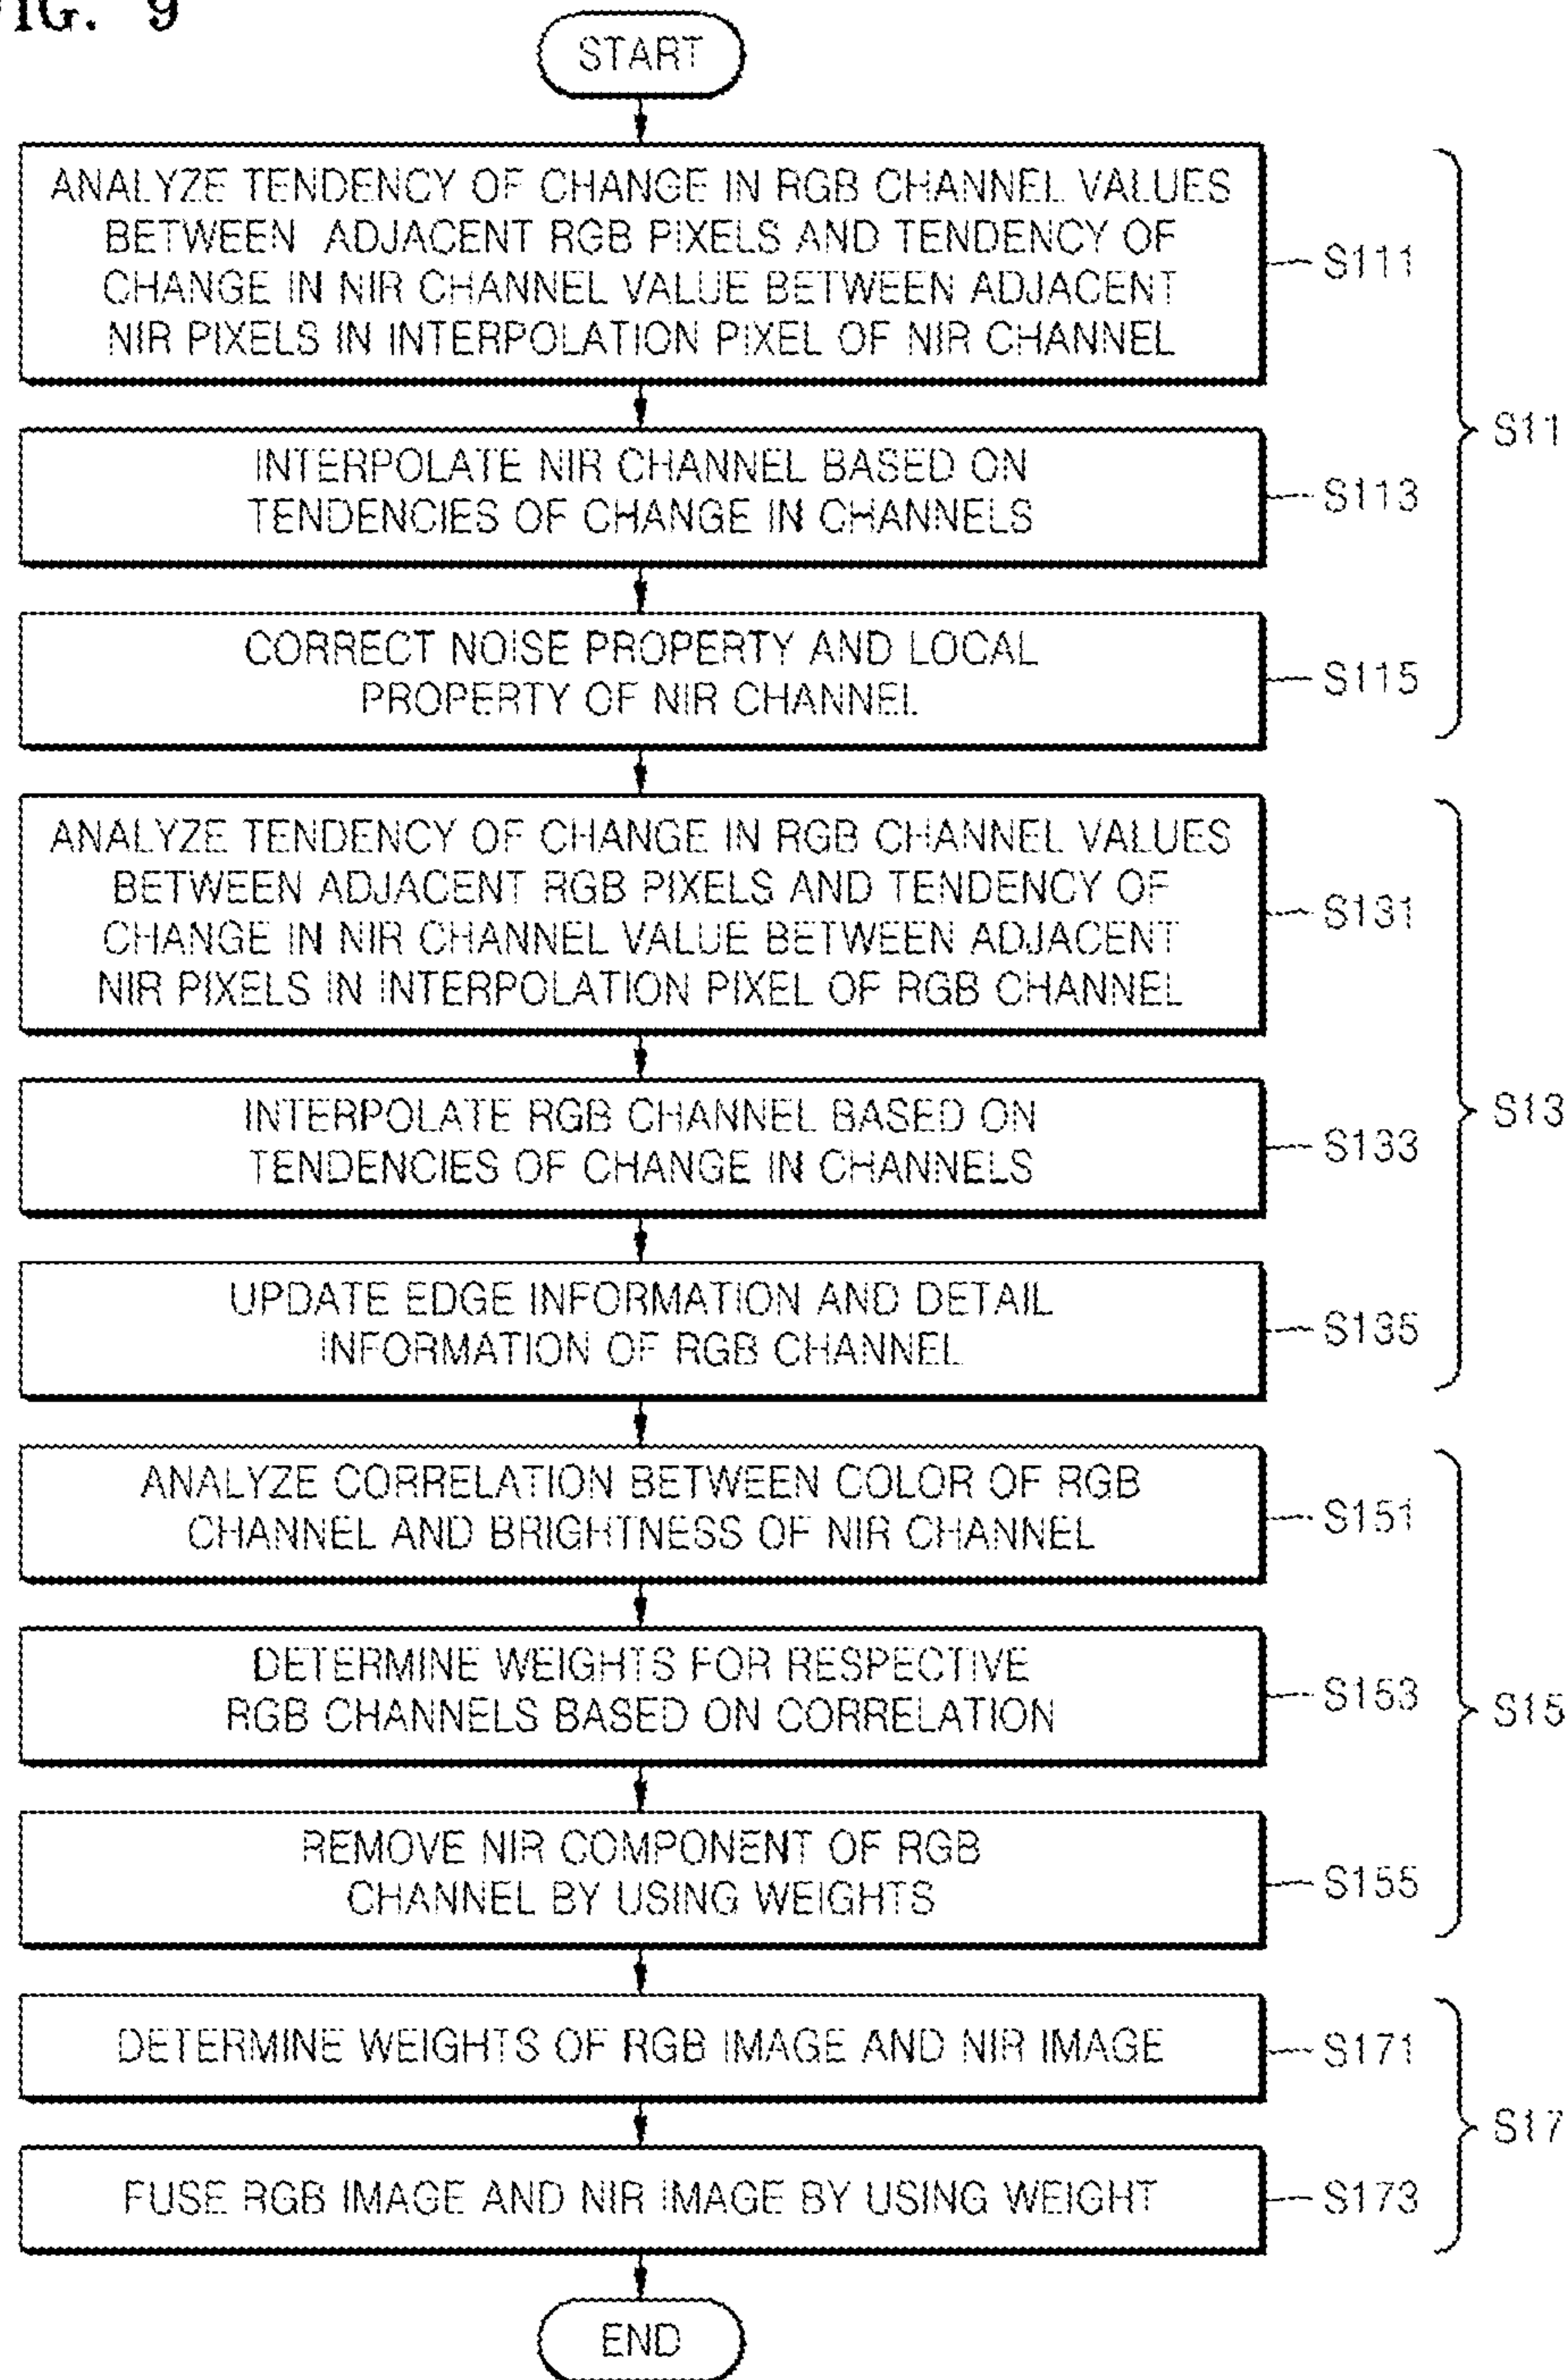 FIG. 9
START
ANALYZE TENDENCY OF CHANGE IN RGB CHANNEL VALUES
BETWEEN ADJACENT RGB PIXELS AND TENDENCY OF
CHANGE IN NIR CHANNEL VALUE BETWEEN ADJACENT
NIR PIXELS IN INTERPOLATION PIXEL OF NIR CHANNEL
S111
INTERPOLATE NIR CHANNEL BASED ON
TENDENCIES OF CHANGE IN CHANNELS
S113
CORRECT NOISE PROPERTY AND LOCAL
PROPERTY OF NIR CHANNEL
S115
S11
ANALYZE TENDENCY OF CHANGE IN RGB CHANNEL VALUES
BETWEEN ADJACENT RGB PIXELS AND TENDENCY OF
CHANGE IN NIR CHANNEL VALUE BETWEEN ADJACENT
NIR PIXELS IN INTERPOLATION PIXEL OF RGB CHANNEL
S131
INTERPOLATE RGB CHANNEL BASED ON
TENDENCIES OF CHANGE IN CHANNELS
S133
UPDATE EDGE INFORMATION AND DETAIL
INFORMATION OF RGB CHANNEL
S135
S13
ANALYZE CORRELATION BETWEEN COLOR OF RGB
CHANNEL AND BRIGHTNESS OF NIR CHANNEL
S151
DETERMINE WEIGHTS FOR RESPECTIVE
RGB CHANNELS BASED ON CORRELATION
S153
REMOVE NIR COMPONENT OF RGB
CHANNEL BY USING WEIGHTS
S155
S15
DETERMINE WEIGHTS OF RGB IMAGE AND NIR IMAGE
S171
FUSE RGB IMAGE AND NIR IMAGE BY USING WEIGHT
S173
S17
END